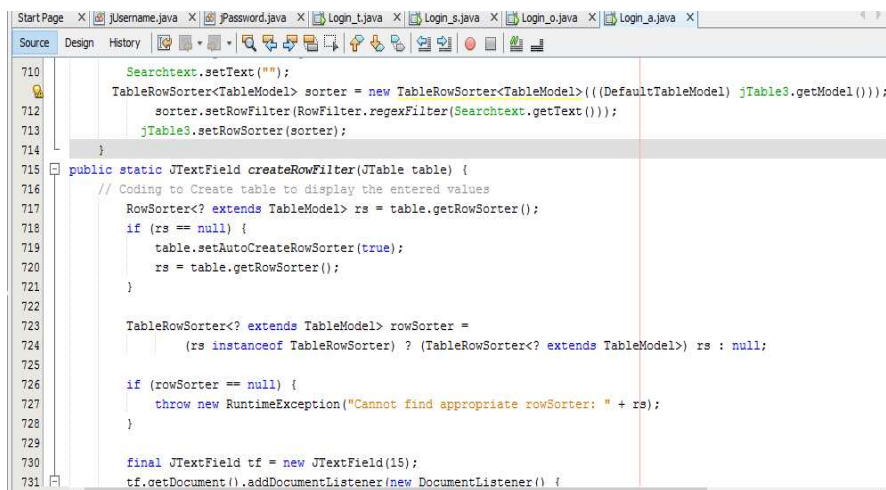 Start Page X jUsername.java X jPassword.java X Login_t.java X Login_s.java X Login_o.java X Login_a.java X
Source Design History
710 Searchtext.setText("");
TableRowSorter<TableModel> sorter = new TableRowSorter<TableModel>(((DefaultTableModel) jTable3.getModel()));
712 sorter.setRowFilter(RowFilter.regexFilter(Searchtext.getText()));
713 jTable3.setRowSorter(sorter);
714 }
715 public static JTextField createRowFilter(JTable table) {
716 // Coding to Create table to display the entered values
717 RowSorter<? extends TableModel> rs = table.getRowSorter();
718 if (rs == null) {
719 table.setAutoCreateRowSorter(true);
720 rs = table.getRowSorter();
721 }
722
723 TableRowSorter<? extends TableModel> rowSorter =
724 (rs instanceof TableRowSorter) ? (TableRowSorter<? extends TableModel>) rs : null;
725
726 if (rowSorter == null) {
727 throw new RuntimeException("Cannot find appropriate rowSorter: " + rs);
728 }
729
730 final JTextField tf = new JTextField(15);
731 tf.getDocument().addDocumentListener(new DocumentListener() {